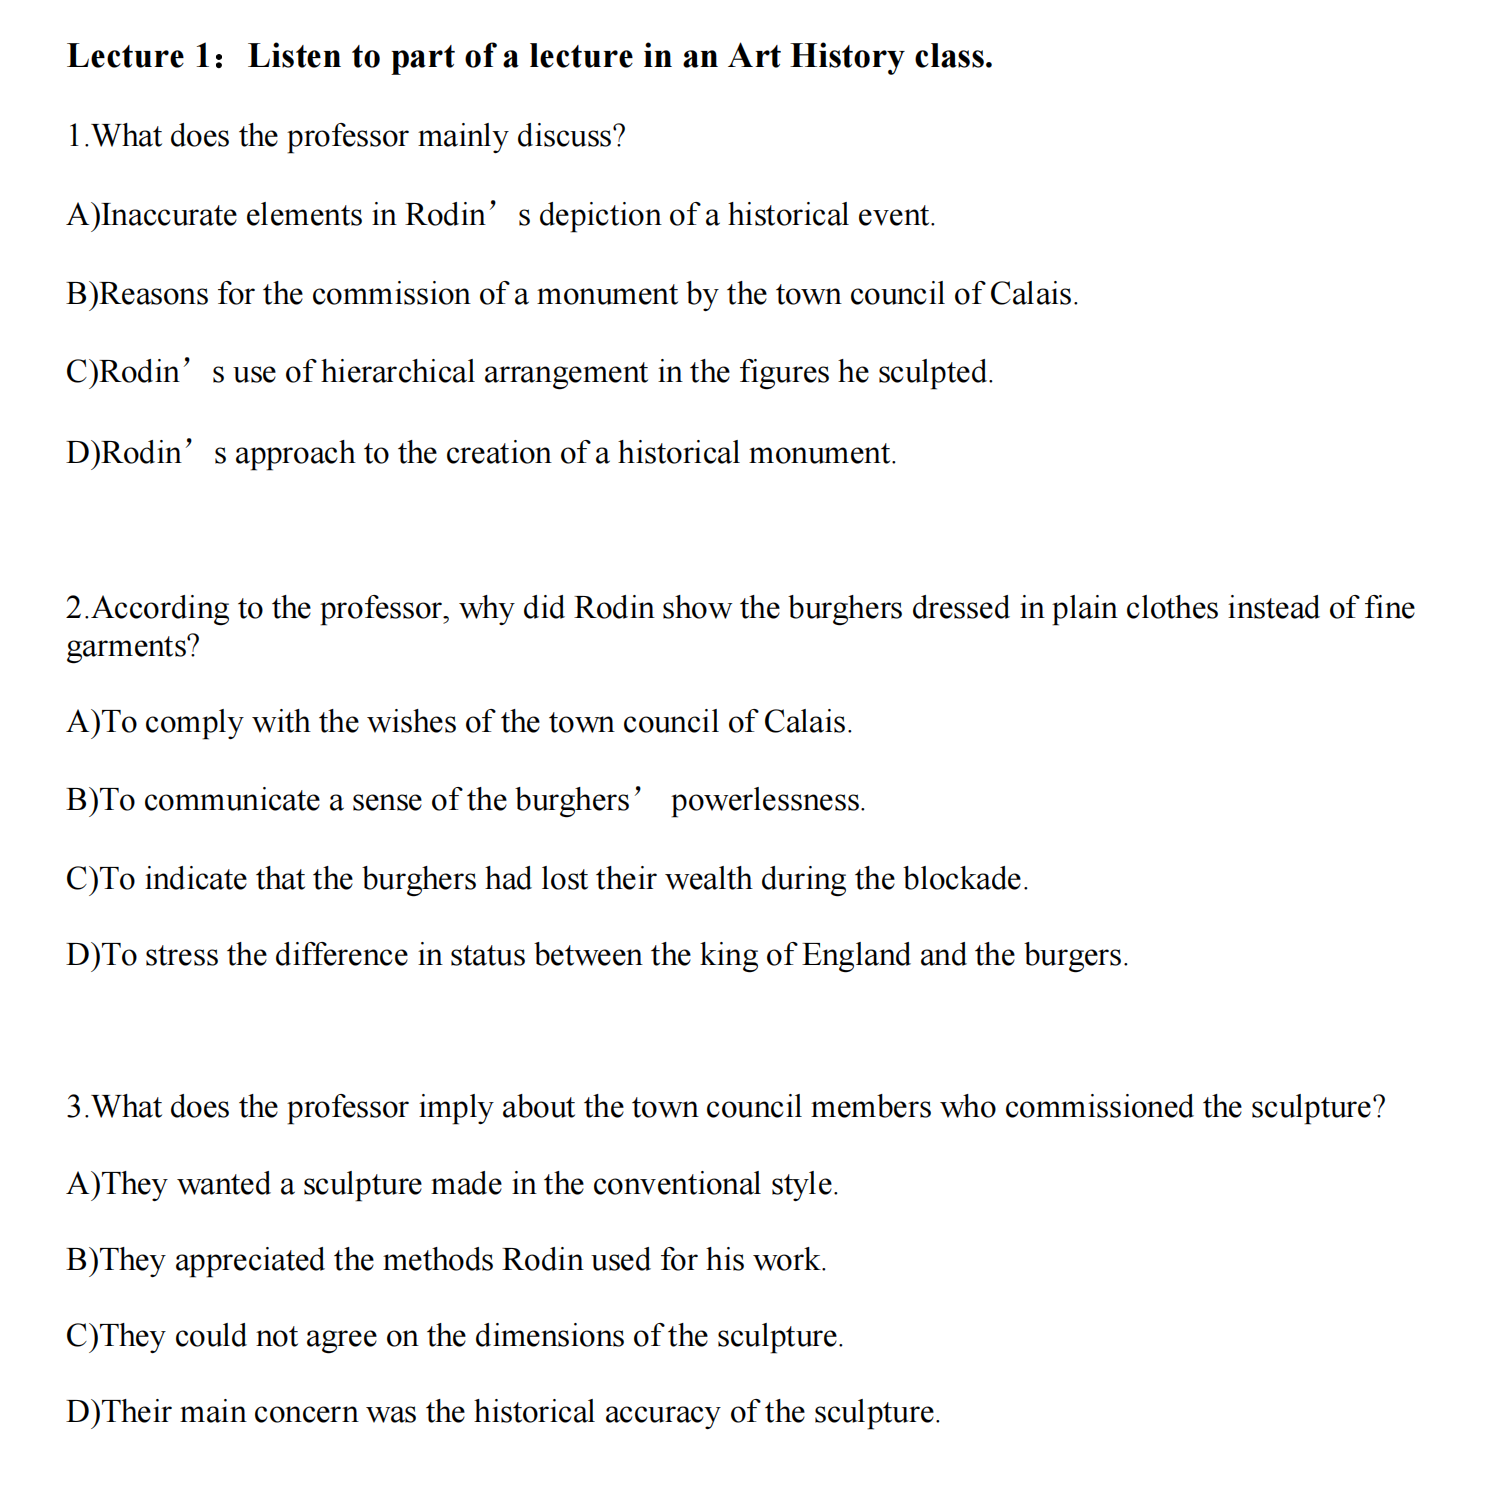 Lecture 1：Listen to part of a lecture in an Art History class.
1.What does the professor mainly discuss?
A)Inaccurate elements in Rodin’s depiction of a historical event.
B)Reasons for the commission of a monument by the town council of Calais.
C)Rodin’s use of hierarchical arrangement in the figures he sculpted.
D)Rodin’s approach to the creation of a historical monument.
2.According to the professor, why did Rodin show the burghers dressed in plain clothes instead of fine
garments?
A)To comply with the wishes of the town council of Calais.
B)To communicate a sense of the burghers’ powerlessness.
C)To indicate that the burghers had lost their wealth during the blockade.
D)To stress the difference in status between the king of England and the burgers.
3.What does the professor imply about the town council members who commissioned the sculpture?
A)They wanted a sculpture made in the conventional style.
B)They appreciated the methods Rodin used for his work.
C)They could not agree on the dimensions of the sculpture.
D)Their main concern was the historical accuracy of the sculpture.